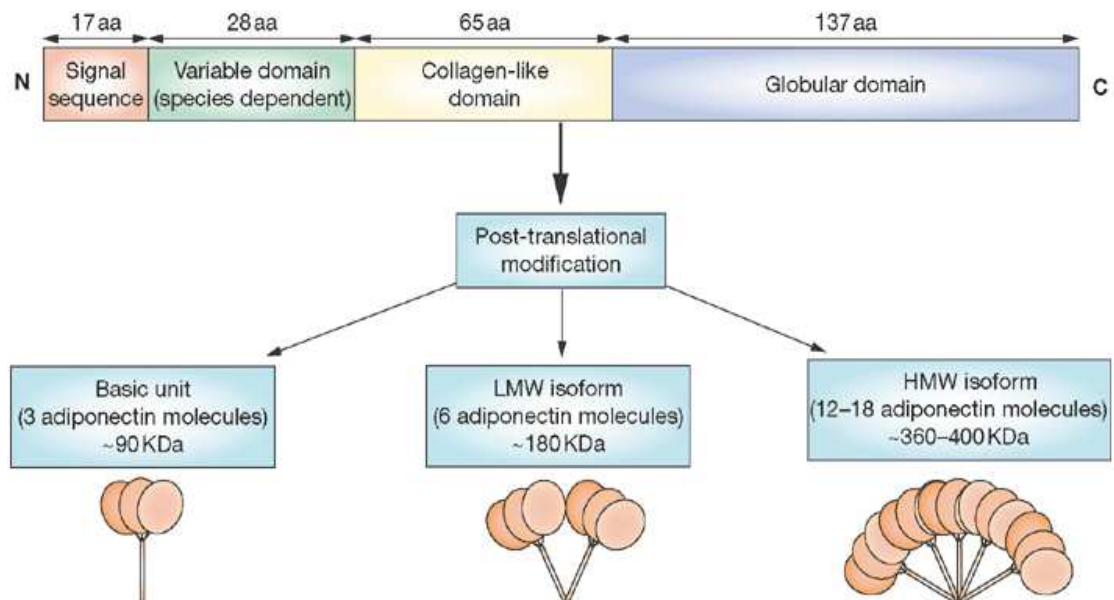 17 aa 28 aa 65 aa 137 aa
N
Signal
sequence
Variable domain
(species dependent)
Collagen-like
domain
Globular domain
C
Post-translational
modification
Basic unit
(3 adiponectin molecules)
~90 KDa
LMW isoform
(6 adiponectin molecules)
~180 KDa
HMW isoform
(12–18 adiponectin molecules)
~360–400 KDa